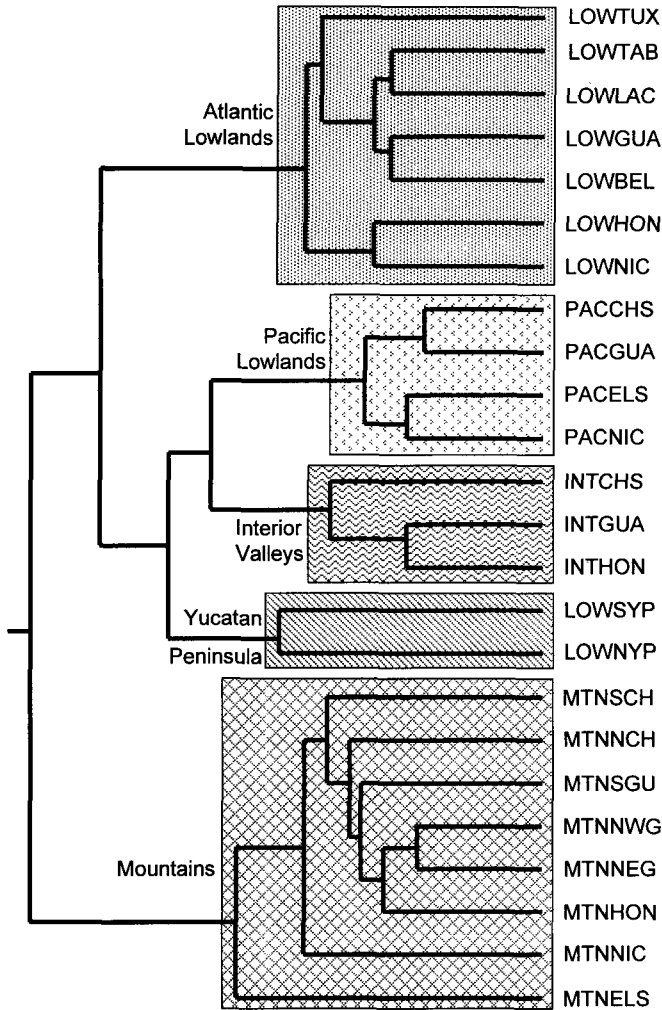 LOWTUX
LOWTAB
LOWLAC
Atlantic
Lowlands
LOWGUA
LOWBEL
LOWHON
LOWNIC
PACCHS
Pacific
Lowlands
PACGUA
PACELS
PACNIC
INTCHS
Interior
Valleys
INTGUA
INTHON
Yucatan
Peninsula
LOWSYP
LOWNYP
MTNSCH
MTNNCH
MTNSGU
MTNNWG
Mountains
MTNNEG
MTNHON
MTNNIC
MTNELS